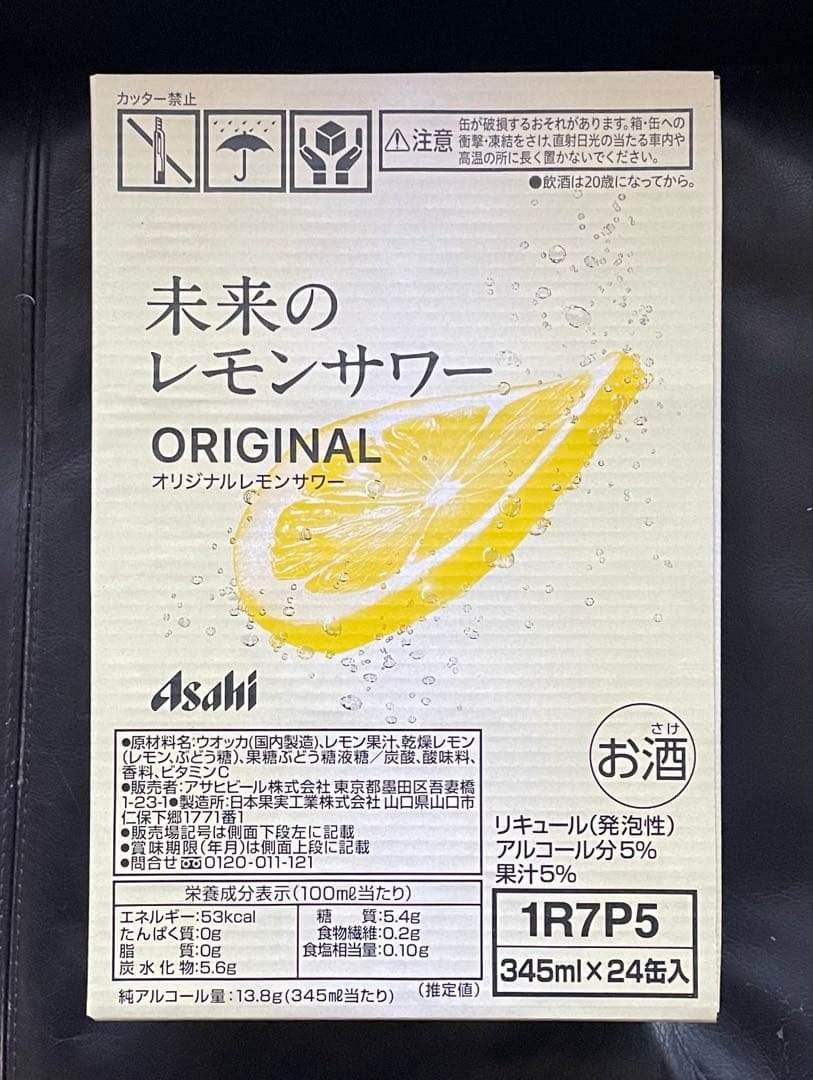 カッター禁止
⚠注意
缶が破損するおそれがあります。箱・缶への
衝撃・凍結をさけ、直射日光の当たる車内や
高温の所に長く置かないでください。
●飲酒は20歳になってから。
未来の
レモンサワー
ORIGINAL
オリジナルレモンサワー
Asahi
●原材料名:ウオッカ(国内製造)、レモン果汁、乾燥レモン
(レモン、ぶどう糖)、果糖ぶどう糖液糖/炭酸、酸味料、
香料、ビタミンC
●販売者:アサヒビール株式会社 東京都墨田区吾妻橋
1-23-1●製造所:日本果実工業株式会社 山口県山口市
仁保下郷1771番1
●販売場記号は側面下段左に記載
●賞味期限(年月)は側面上段に記載
●問合せ 0120-011-121
さけ
お酒
リキュール(発泡性)
アルコール分5%
果汁5%
栄養成分表示(100ml当たり)
エネルギー:53kcal
たんぱく質:0g
脂質:0g
炭水化物:5.6g
糖質:5.4g
食物繊維:0.2g
食塩相当量:0.10g
純アルコール量:13.8g(345ml当たり)
(推定値)
1R7P5
345ml×24缶入